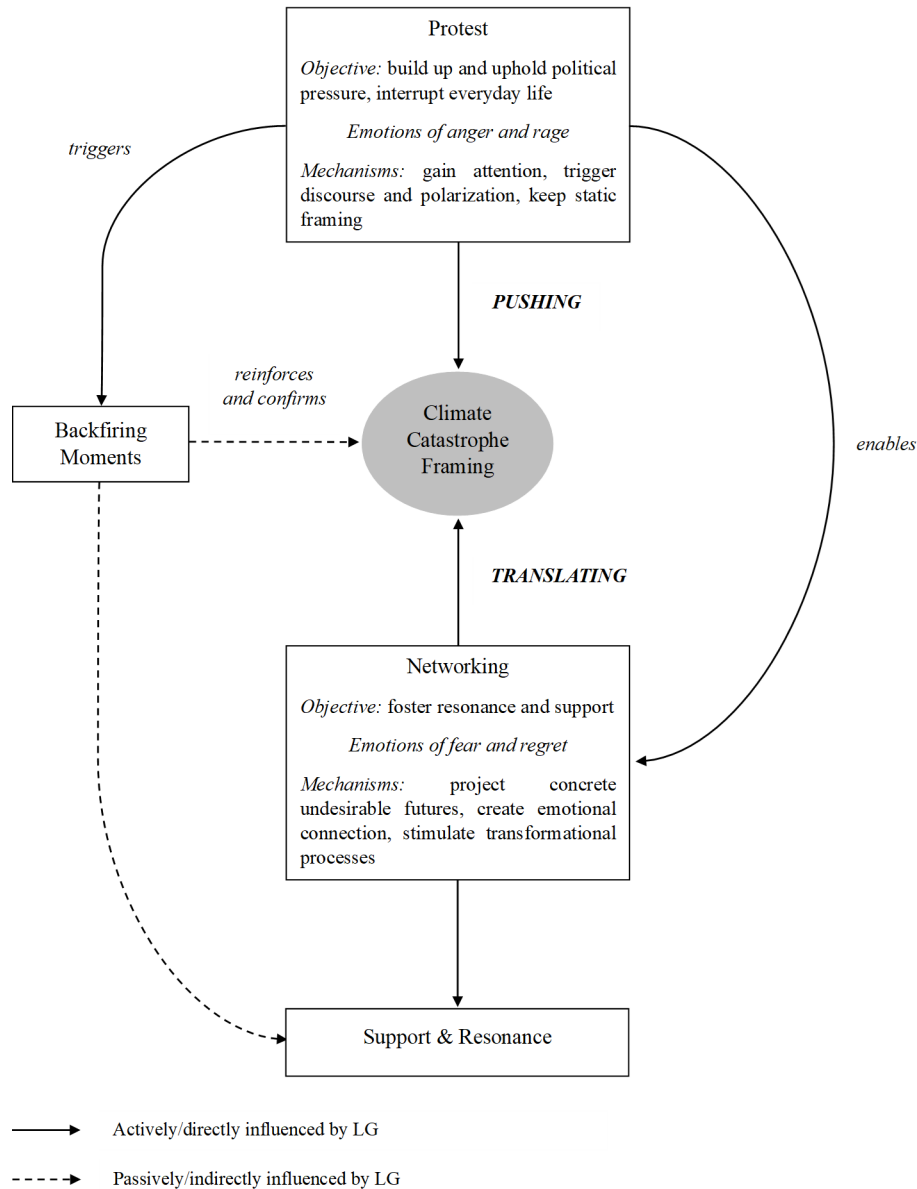 Protest
Objective: build up and uphold political
pressure, interrupt everyday life
Emotions of anger and rage
Mechanisms: gain attention, trigger
discourse and polarization, keep static
framing
triggers
PUSHING
reinforces
and confirms
Climate
Catastrophe
Framing
Backfiring
Moments
enables
TRANSLATING
Networking
Objective: foster resonance and support
Emotions of fear and regret
Mechanisms: project concrete
undesirable futures, create emotional
connection, stimulate transformational
processes
Support & Resonance
Actively/directly influenced by LG
Passively/indirectly influenced by LG